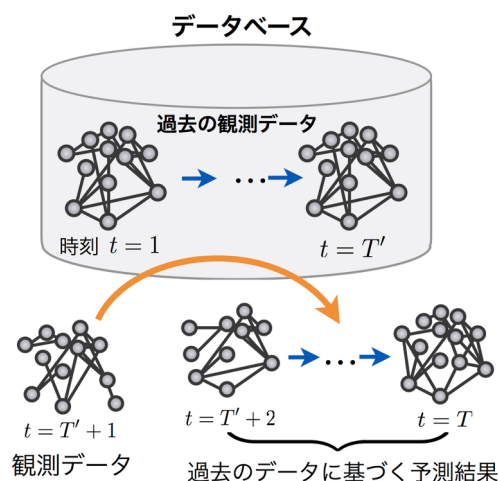 データベース
過去の観測データ
...
時刻 t = 1
t = T′
...
t = T′ + 1
t = T′ + 2
t = T
観測データ
過去のデータに基づく予測結果